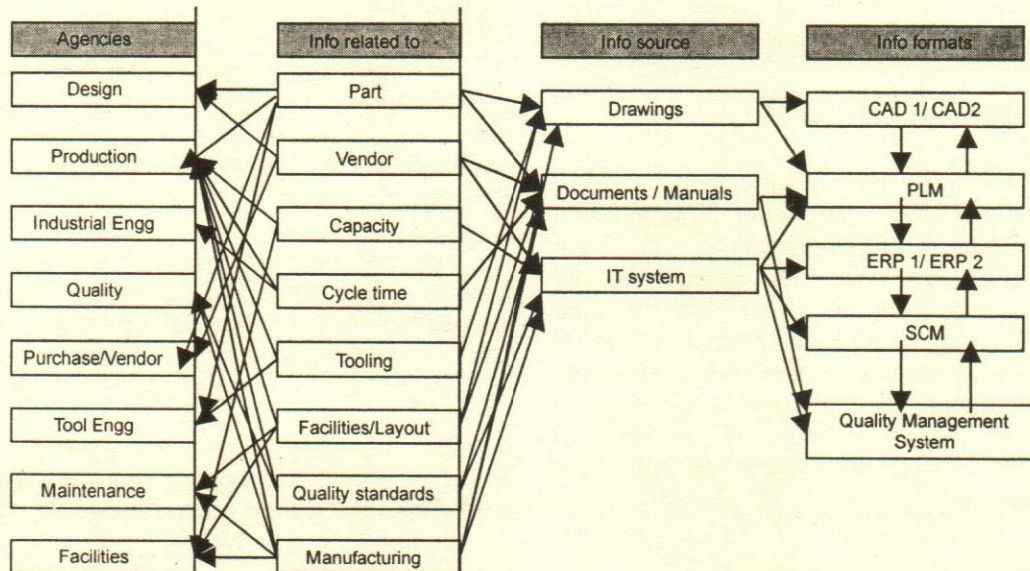 Agencies
Info related to -
Info source
Info formats
Design
Part
Drawings
CAD 1/ CAD2
Production
Vendor
Documents / Manuals
PLM
Industrial Engg
Capacity
IT system
ERP 1/ ERP 2
Quality
Cycle time
SCM
Purchase/Vendor
Tooling
Quality Management
System
Tool Engg
Facilities/Layout
Maintenance
Quality standards
Facilities
Manufacturing